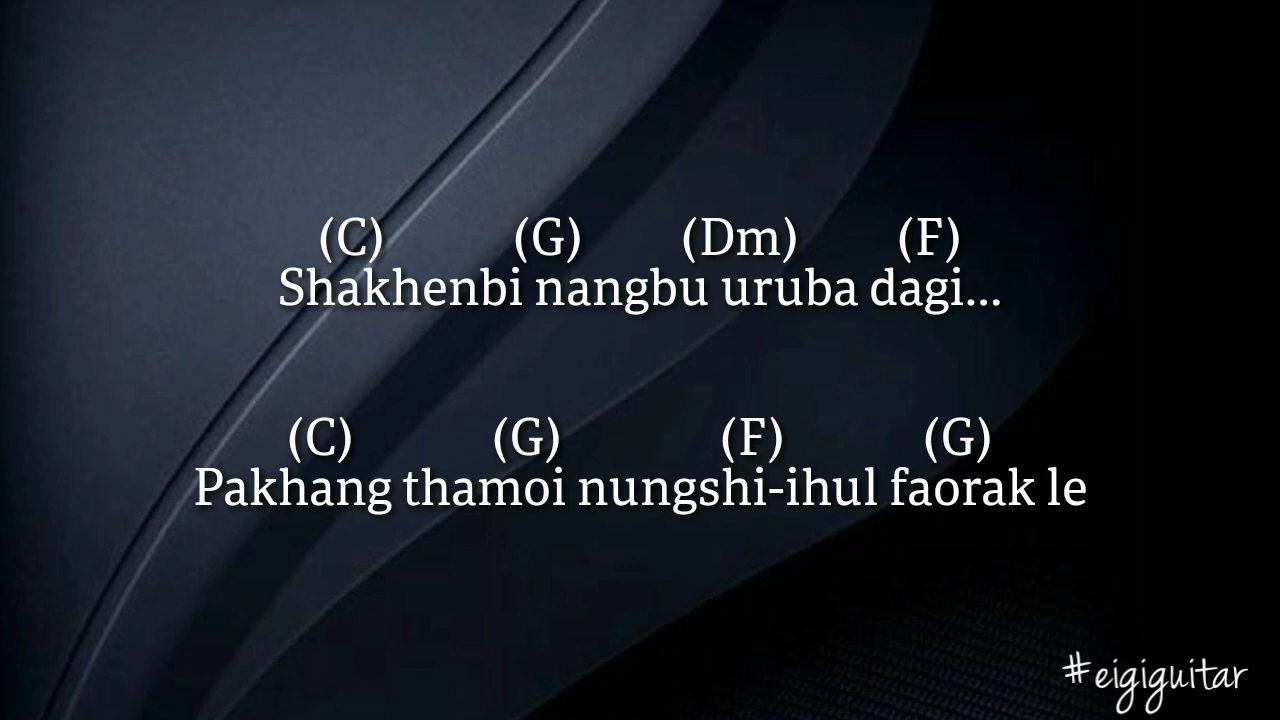 (C) (G) (Dm) (F)
Shakhenbi nangbu uruba dagi...
(C) (G) (F) (G)
Pakhang thamoi nungshi-ihul faorak le
#eigiguitar